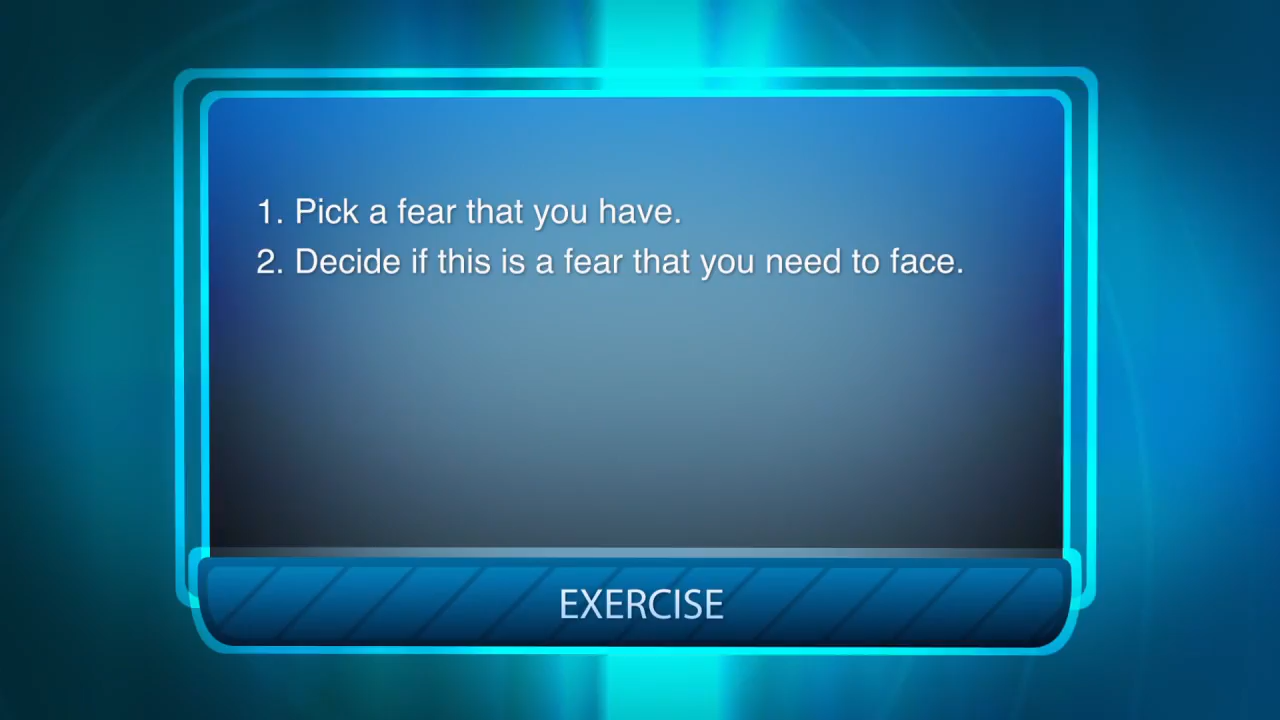 1. Pick a fear that you have.
2. Decide if this is a fear that you need to face.
EXERCISE